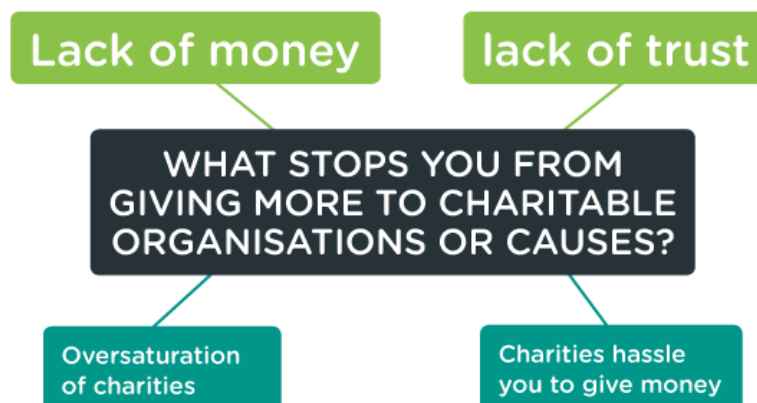 Lack of money
lack of trust
WHAT STOPS YOU FROM
GIVING MORE TO CHARITABLE
ORGANISATIONS OR CAUSES?
Oversaturation
of charities
Charities hassle
you to give money